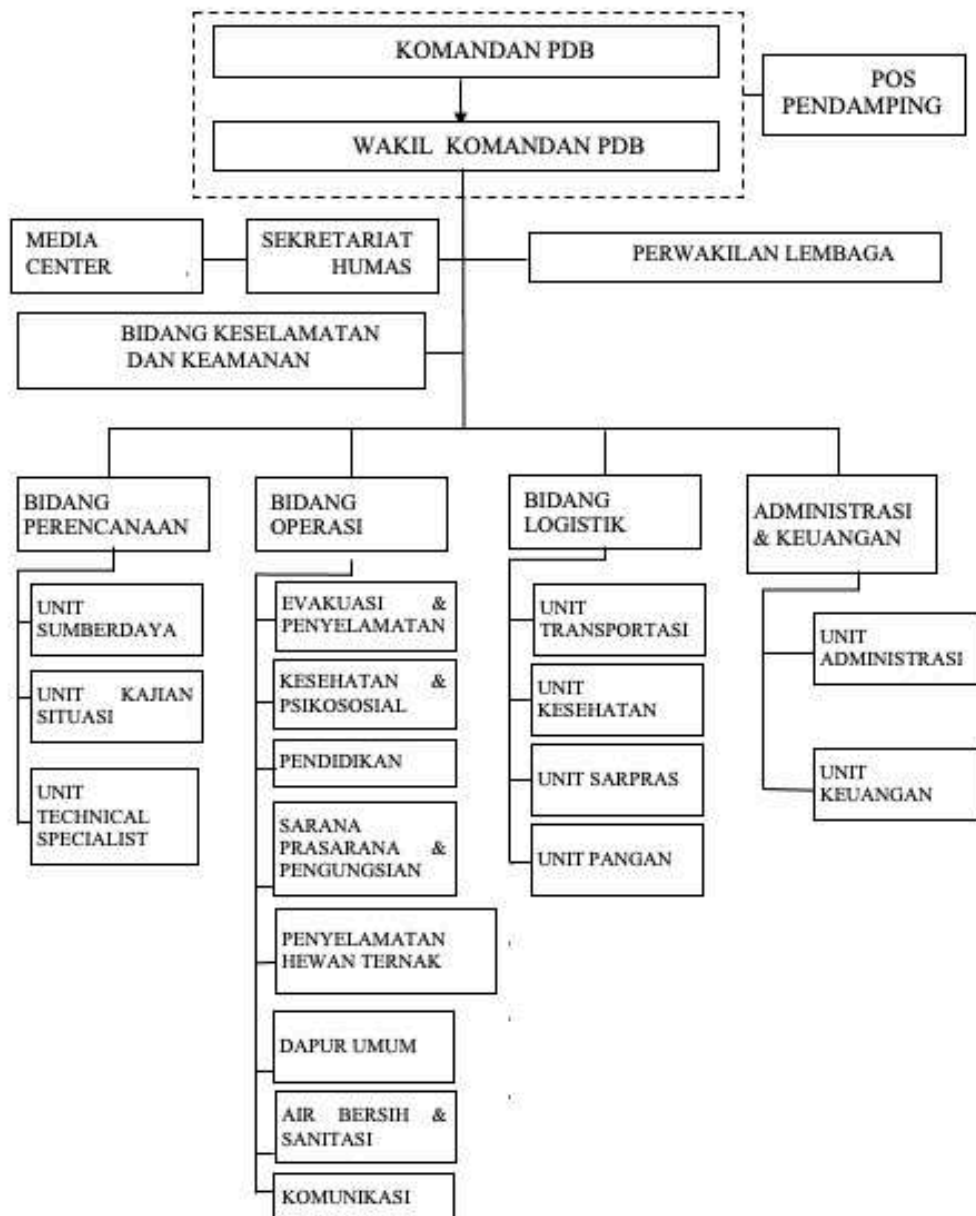 KOMANDAN PDB
POS
PENDAMPING
WAKIL KOMANDAN PDB
MEDIA
CENTER
SEKRETARIAT
HUMAS
PERWAKILAN LEMBAGA
BIDANG KESELAMATAN
DAN KEAMANAN
BIDANG
PERENCANAAN
UNIT
SUMBERDAYA
UNIT KAJIAN
SITUASI
UNIT
TECHNICAL
SPECIALIST
BIDANG
OPERASI
EVAKUASI &
PENYELAMATAN
KESEHATAN &
PSIKOSOSIAL
PENDIDIKAN
SARANA
PRASARANA &
PENGUNGSIAN
PENYELAMATAN
HEWAN TERNAK
DAPUR UMUM
AIR BERSIH &
SANITASI
KOMUNIKASI
BIDANG
LOGISTIK
UNIT
TRANSPORTASI
UNIT
KESEHATAN
UNIT SARPRAS
UNIT PANGAN
ADMINISTRASI
& KEUANGAN
UNIT
ADMINISTRASI
UNIT
KEUANGAN